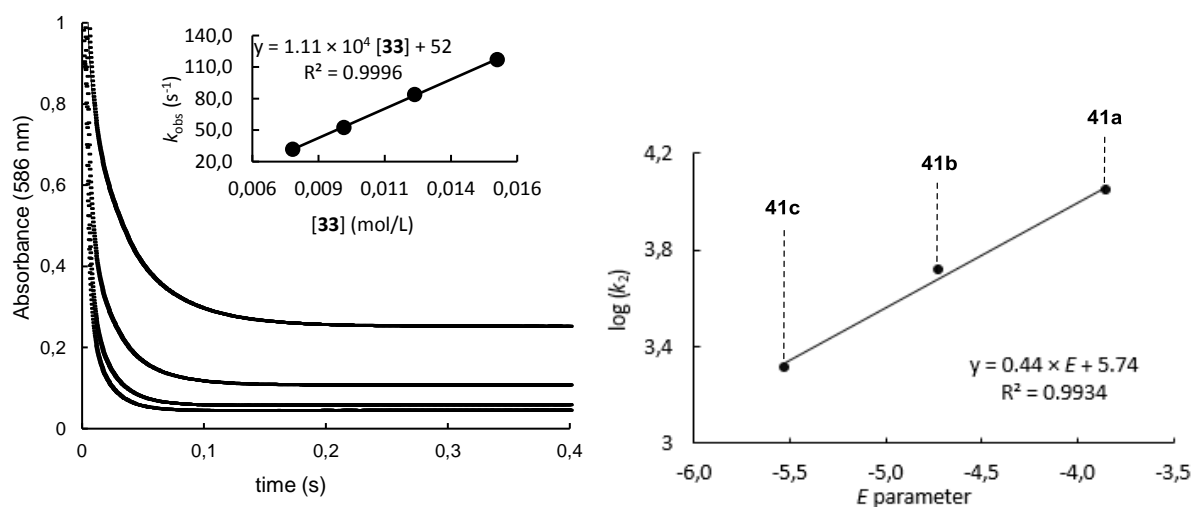 1
0,8
0,6
0,4
0,2
0
Absorbance (586 nm)
0
0,1
0,2
0,3
0,4
time (s)
140,0
110,0
80,0
50,0
20,0
k_obs (s⁻¹)
y = 1.11 × 10⁴ [33] + 52
R² = 0.9996
0,006
0,009
0,011
0,014
0,016
[33] (mol/L)
4,2
3,8
3,4
3
log (k₂)
41a
41b
41c
y = 0.44 × E + 5.74
R² = 0.9934
-6,0
-5,5
-5,0
-4,5
-4,0
-3,5
E parameter